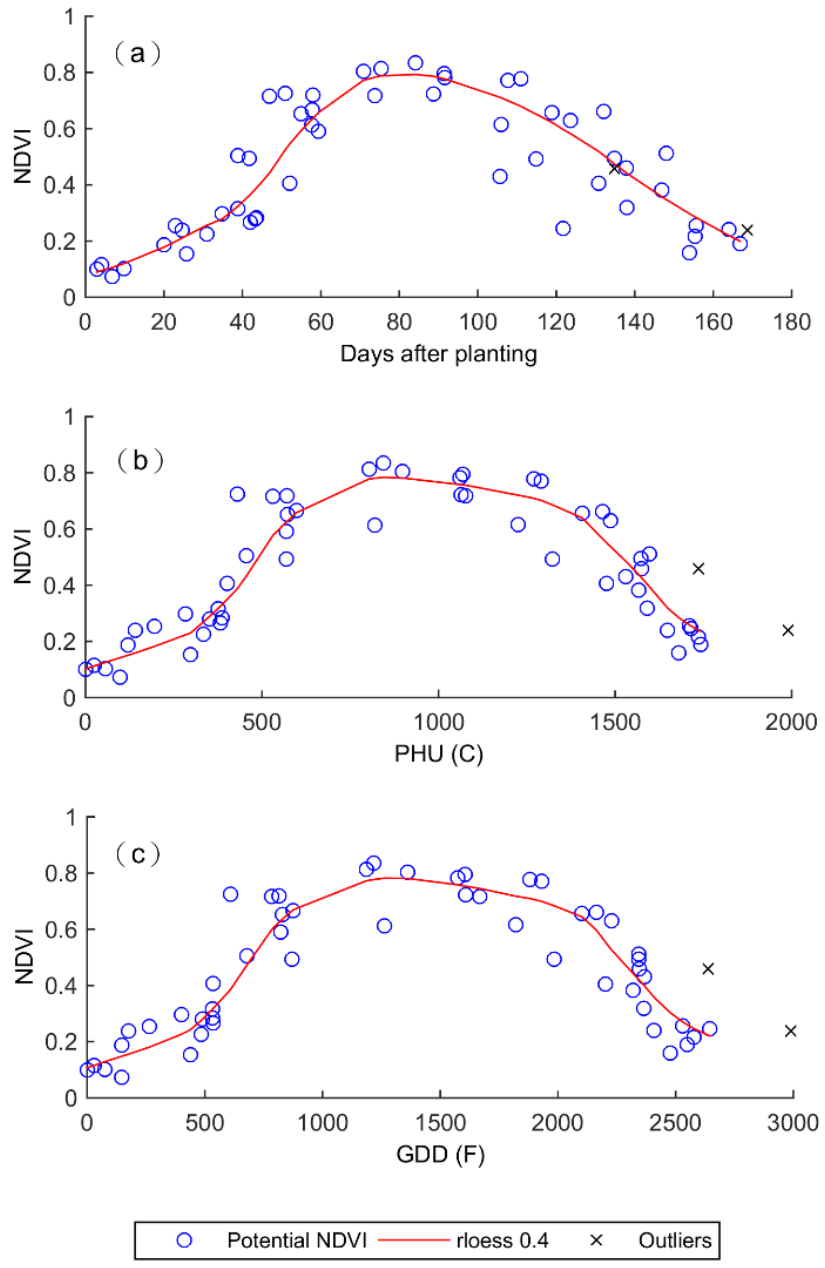 1
（a）
0.8
0.6
NDVI
0.4
0.2
0
0 20 40 60 80 100 120 140 160 180
Days after planting
1
（b）
0.8
0.6
NDVI
0.4
0.2
0
0 500 1000 1500 2000
PHU (C)
1
（c）
0.8
0.6
NDVI
0.4
0.2
0
0 500 1000 1500 2000 2500 3000
GDD (F)
Potential NDVI rloess 0.4 Outliers